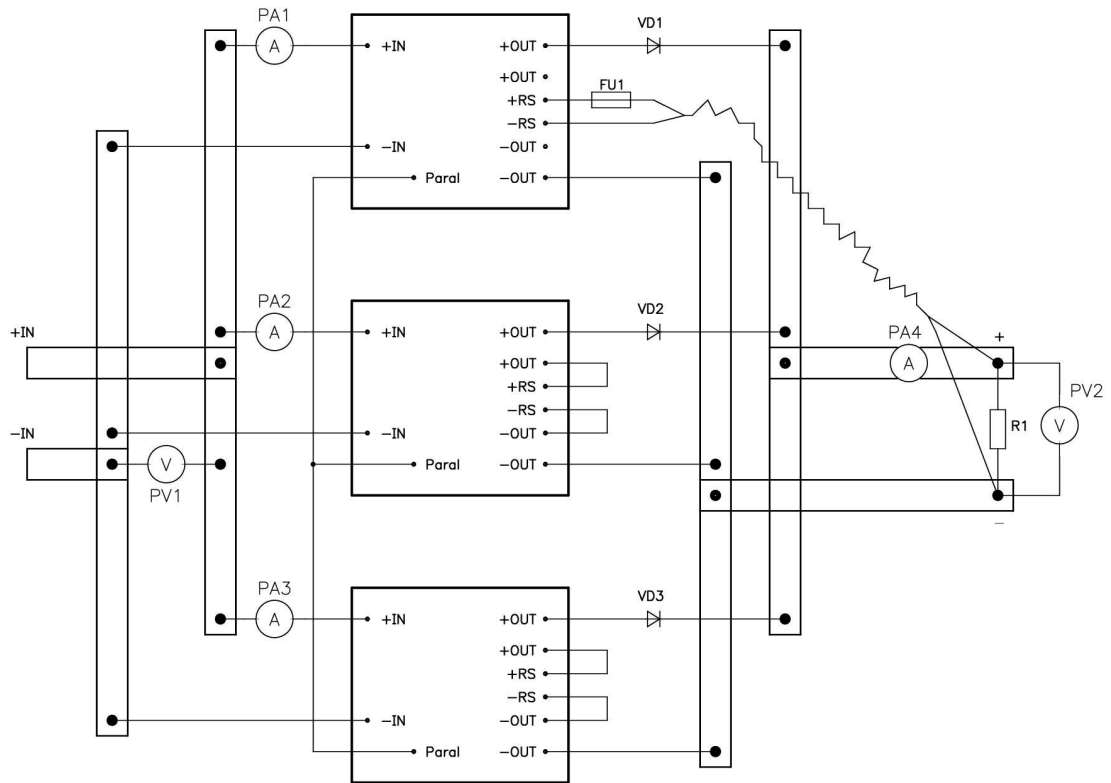 PA1
A
+IN
-IN
Paral
+OUT
+OUT
+RS
-RS
-OUT
-OUT
VD1
FU1
PA2
A
+IN
-IN
Paral
+OUT
+OUT
+RS
-RS
-OUT
-OUT
VD2
+IN
-IN
V
PV1
PA4
A
+
R1
V
PV2
-
PA3
A
+IN
-IN
Paral
+OUT
+OUT
+RS
-RS
-OUT
-OUT
VD3